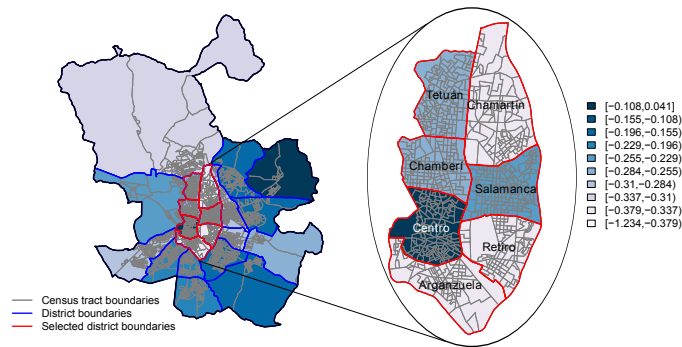 Tetuán
Chamartín
Chamberí
Salamanca
Centro
Retiro
Arganzuela
[−0.108,0.041]
[−0.155−0.108)
[−0.196−0.155)
[−0.229−0.196)
[−0.255−0.229)
[−0.284−0.255)
[−0.31,−0.284)
[−0.337−0.31)
[−0.379−0.337)
[−1.234,−0.379)
Census tract boundaries
District boundaries
Selected district boundaries